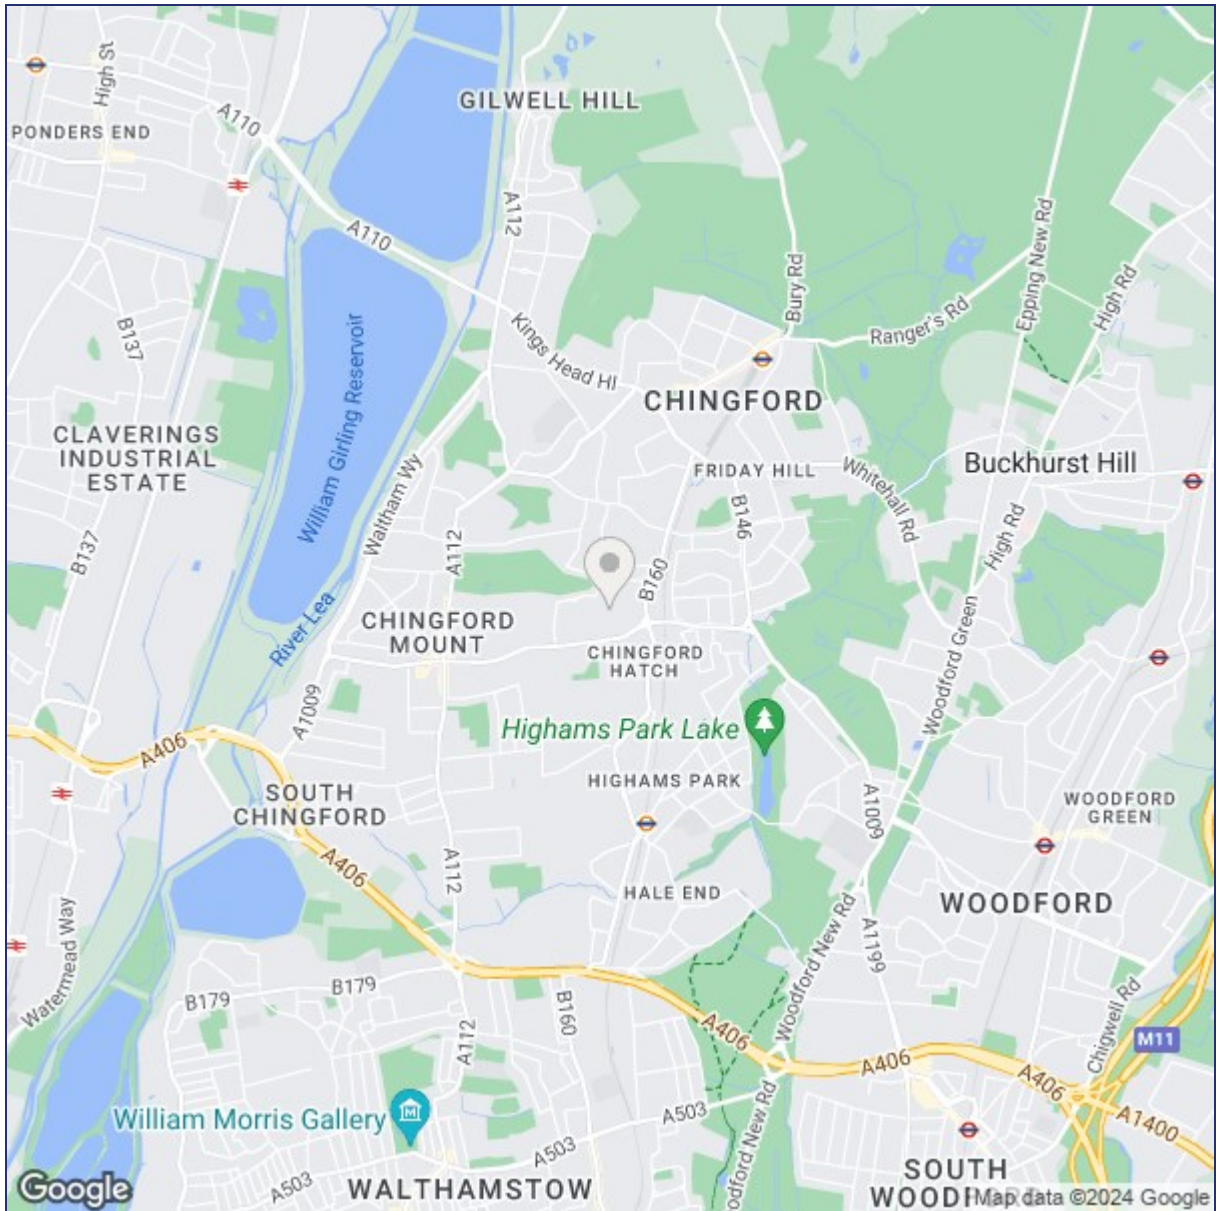 High St
A110
GILWELL HILL
PONDERS END
A112
A110
Bury Rd
Epping New Rd
High Rd
Ranger's Rd
B137
William Girling Reservoir
Kings Head Hl
CHINGFORD
CLAVERINGS
INDUSTRIAL
ESTATE
Waltham Wy
FRIDAY HILL
Whitehall Rd
Buckhurst Hill
B146
High Rd
B137
A112
B160
River Lea
CHINGFORD
MOUNT
CHINGFORD
HATCH
Woodford Green
A1009
Highams Park Lake
A406
SOUTH
CHINGFORD
HIGHAMS PARK
A1009
WOODFORD
GREEN
A406
A112
HALE END
WOODFORD
Watermead Way
Woodford New Rd
A1199
B179
B179
B160
A112
A406
Chigwell Rd
M11
A406
A406
A1400
William Morris Gallery
A503
Woodford New Rd
A503
A503
WALTHAMSTOW
SOUTH
Google
Map data ©2024 Google